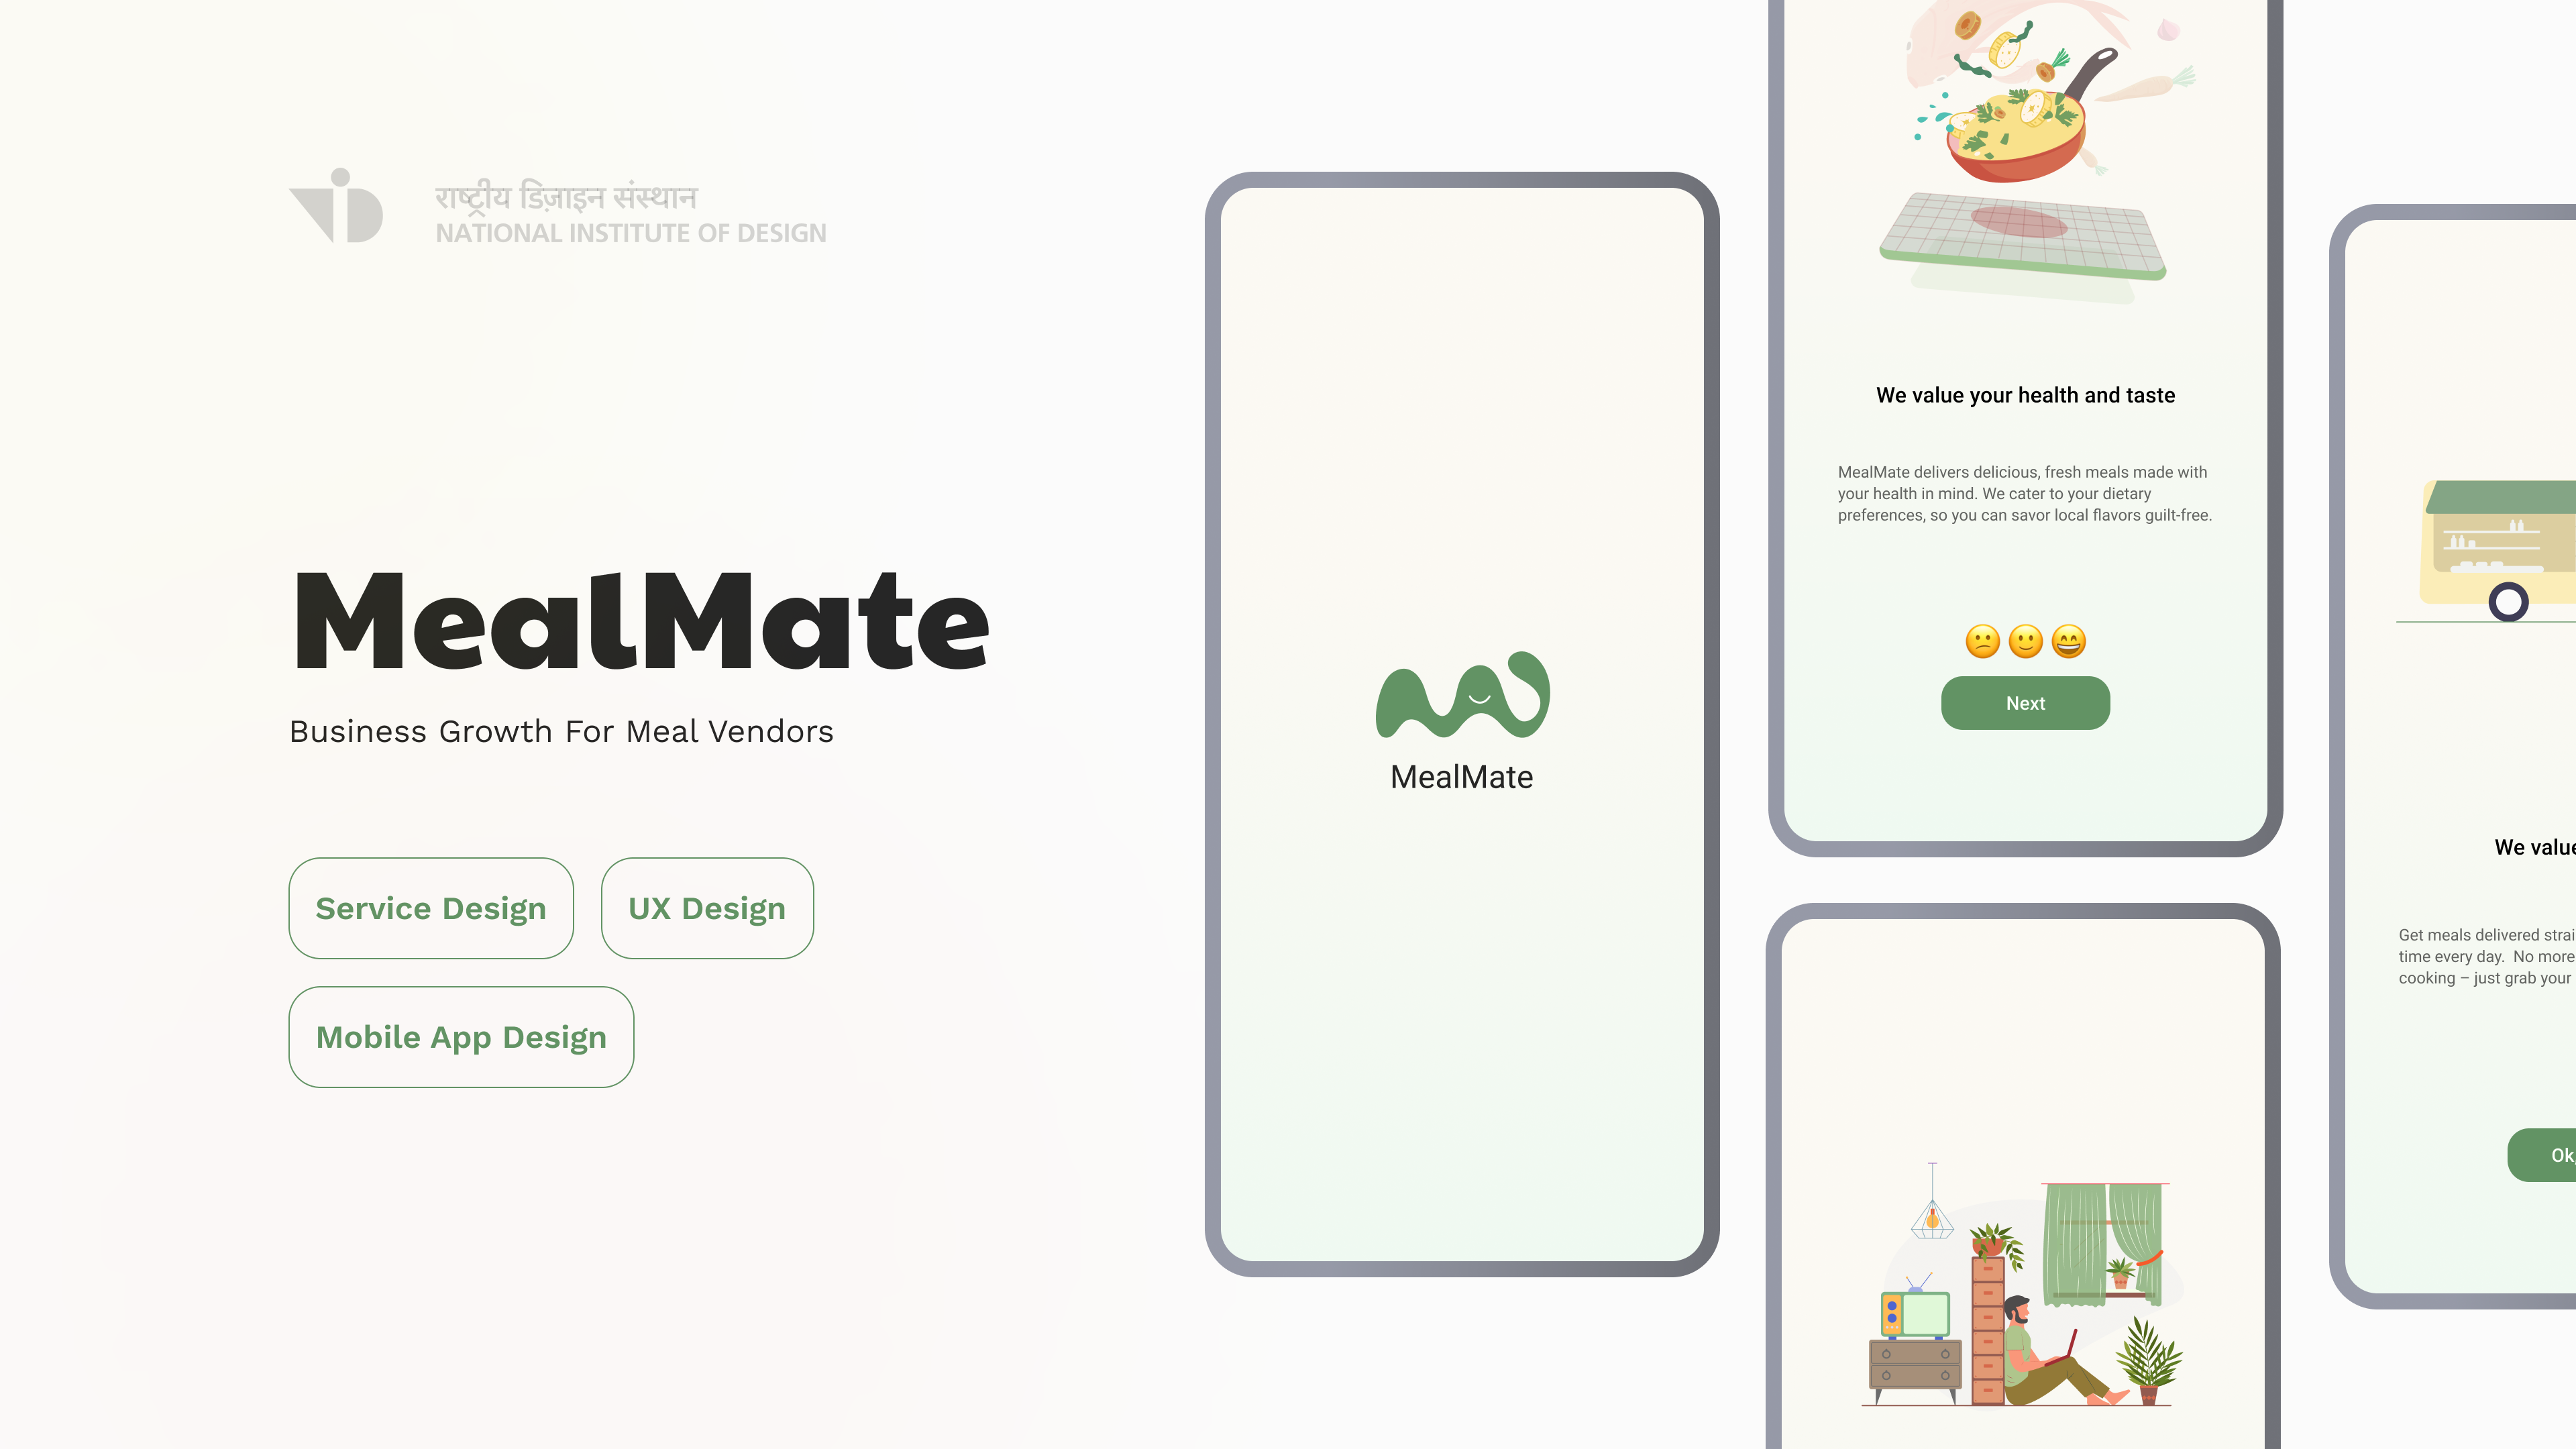 राष्ट्रीय डिज़ाइन संस्थान
NATIONAL INSTITUTE OF DESIGN
MealMate
Business Growth For Meal Vendors
Service Design
UX Design
Mobile App Design
MealMate
We value your health and taste
MealMate delivers delicious, fresh meals made with
your health in mind. We cater to your dietary
preferences, so you can savor local flavors guilt-free.
Next
We value
Get meals delivered
time every day.  No more
cooking – just grab your
Ok